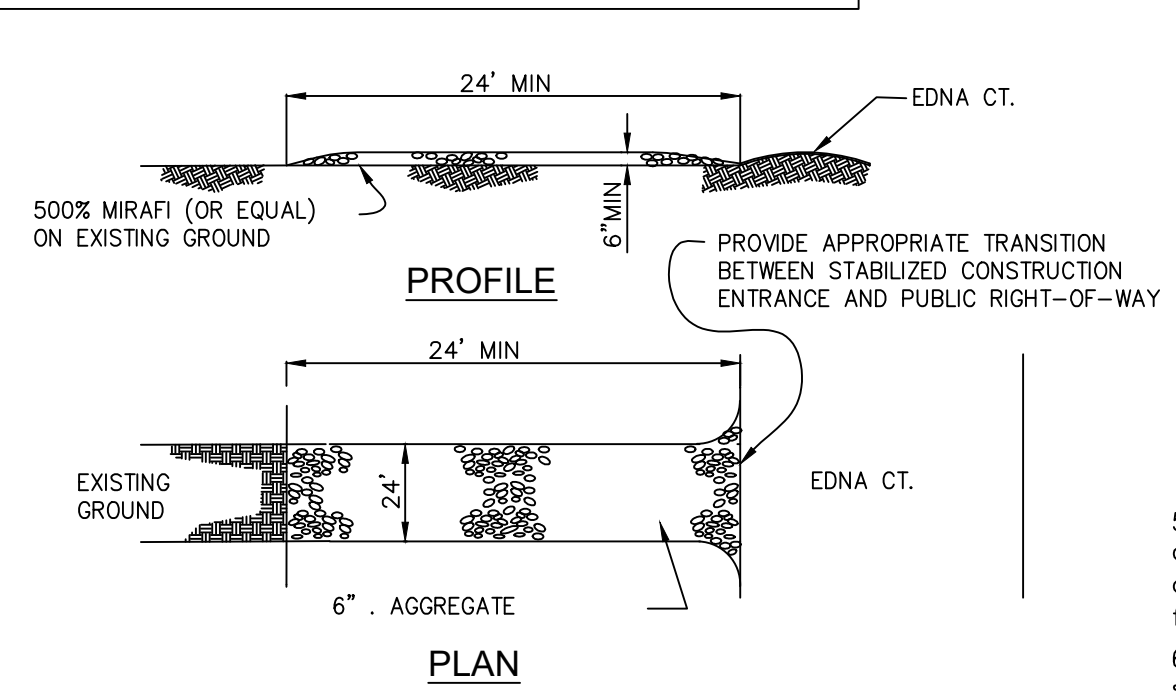 24' MIN
EDNA CT.
500% MIRAFI (OR EQUAL)
ON EXISTING GROUND
6"MIN
PROFILE
PROVIDE APPROPRIATE TRANSITION
BETWEEN STABILIZED CONSTRUCTION
ENTRANCE AND PUBLIC RIGHT-OF-WAY
24' MIN
EXISTING
GROUND
24'
EDNA CT.
6" . AGGREGATE
PLAN